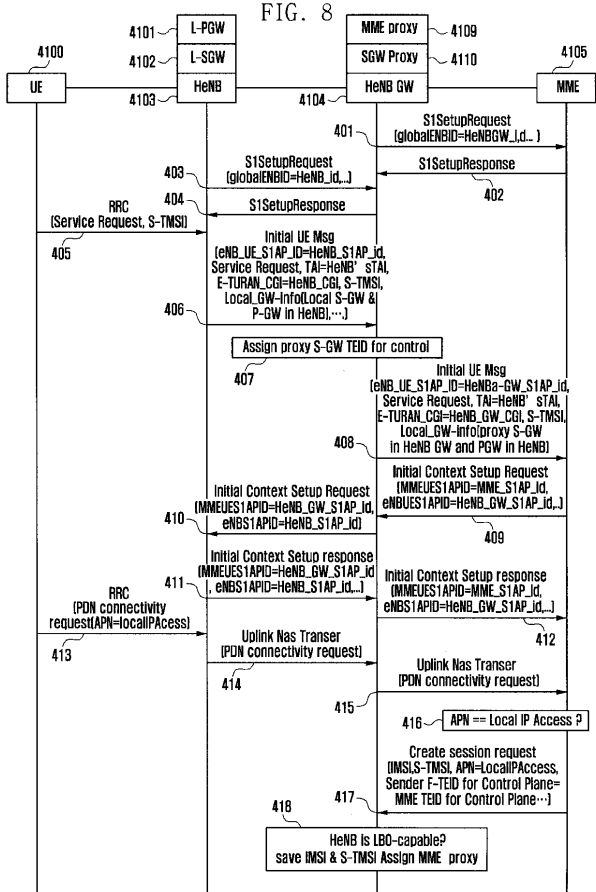 FIG. 8
4101
L-PGW
MME proxy
4109
4100
4102
L-SGW
SGW Proxy
4110
4105
UE
4103
HeNB
4104
HeNB GW
MME
S1SetupRequest
401
(globalENBID=HeNBGW_i,d... )
403
S1SetupRequest
(globalENBID=HeNB_id,...)
S1SetupResponse
402
404
S1SetupResponse
RRC
(Service Request, S-TMSI)
405
Initial UE Msg
(eNB_UE_S1AP_ID=HeNB_S1AP_id,
Service Request, TAI=HeNB' sTAI,
E-TURAN_CGI=HeNB_CGI, S-TMSI,
Local_GW-info(Local S-GW &
P-GW in HeNB),...)
406
Assign proxy S-GW TEID for control
407
Initial UE Msg
(eNB_UE_S1AP_ID=HeNBa-GW_S1AP_id,
Service Request, TAI=HeNB' sTAI,
E-TURAN_CGI=HeNB_GW_CGI, S-TMSI,
Local_GW-info(proxy S-GW
in HeNB GW and PGW in HeNB)
408
Initial Context Setup Request
(MMEUES1APID=MME_S1AP_id,
eNBUES1APID=HeNB_GW_S1AP_id,..)
409
Initial Context Setup Request
(MMEUES1APID=HeNB_GW_S1AP_id,
eNBS1APID=HeNB_S1AP_id)
410
Initial Context Setup response
(MMEUES1APID=HeNB_GW_S1AP_id
, eNBS1APID=HeNB_S1AP_id,..)
411
Initial Context Setup response
(MMEUES1APID=MME_S1AP_id,
eNBS1APID=HeNB_GW_S1AP_id,...)
412
RRC
(PDN connectivity
request(APN=localIPAcess)
413
Uplink Nas Transer
(PDN connectivity request)
414
Uplink Nas Transer
(PDN connectivity request)
415
416
APN == Local IP Access ?
Create session request
(IMSI,S-TMSI, APN=LocalIPAccess,
Sender F-TEID for Control Plane=
MME TEID for Control Plane...)
417
418
HeNB is LBO-capable?
save IMSI & S-TMSI Assign MME proxy